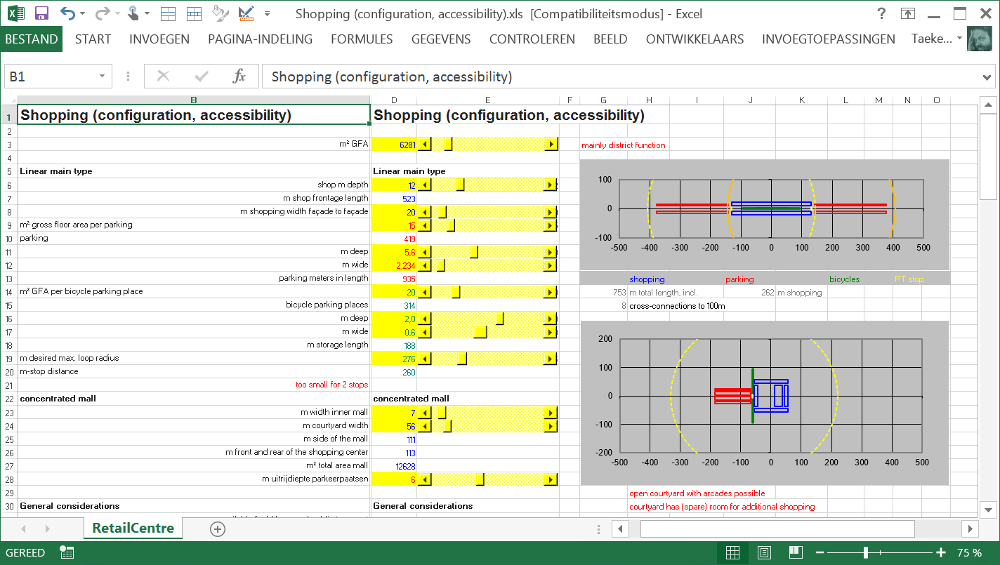 Shopping (configuration, accessibility).xls [Compatibiliteitsmodus] - Excel
BESTAND START INVOEGEN PAGINA-INDELING FORMULES GEGEVENS CONTROLEREN BEELD ONTWIKKELAARS INVOEGTOEPASSINGEN Taeke...
B1 fx Shopping (configuration, accessibility)
B D E F G H I J K L M N O
1 Shopping (configuration, accessibility) Shopping (configuration, accessibility)
2
3 m² GFA 6281 mainly district function
4
5 Linear main type Linear main type
6 shop m depth 12
7 m shop frontage length 523
8 m shopping width façade to façade 20
9 m² gross floor area per parking 15
10 parking 419
11 m deep 5,6
12 m wide 2,234
13 parking meters in length 935
14 m² GFA per bicycle parking place 20
15 bicycle parking places 314
16 m deep 2,0
17 m wide 0,6
18 m storage length 188
19 m desired max. loop radius 276
20 m-stop distance 260
21 too small for 2 stops
22 concentrated mall concentrated mall
23 m width inner mall 7
24 m courtyard width 56
25 m side of the mall 111
26 m front and rear of the shopping center 113
27 m² total area mall 12628
28 m uitrijdiepte parkeerpaatsen 6
29
30 General considerations General considerations
100
0
-100
-500 -400 -300 -200 -100 0 100 200 300 400 500
shopping parking bicycles PT stop
753 m total length, incl. 262 m shopping
8 cross-connections to 100m
200
100
0
-100
-200
-500 -400 -300 -200 -100 0 100 200 300 400 500
open courtyard with arcades possible
courtyard has (spare) room for additional shopping
RetailCentre
GEREED 75 %